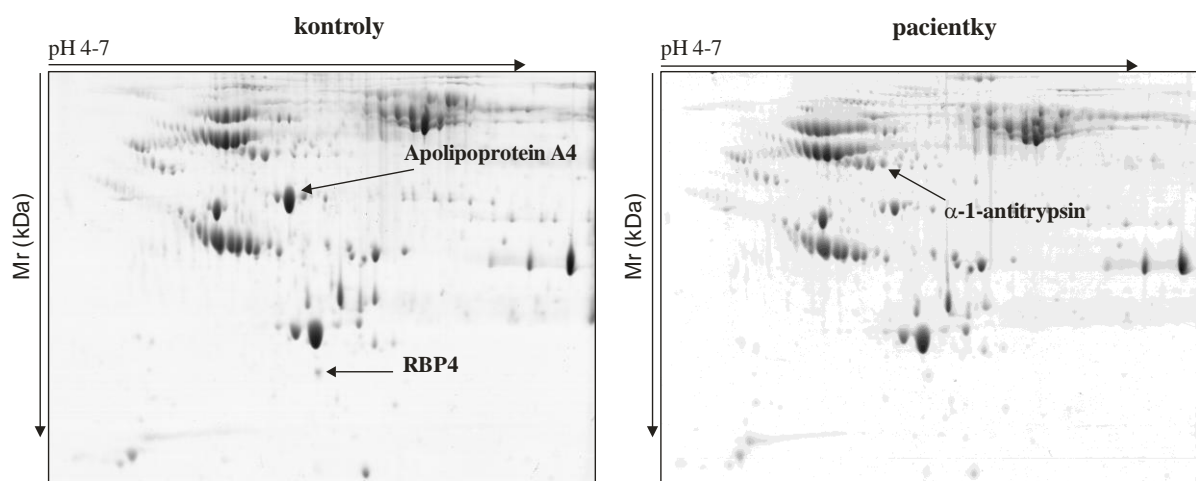 kontroly
pH 4-7
Mr (kDa)
Apolipoprotein A4
RBP4
pacientky
pH 4-7
Mr (kDa)
α-1-antitrypsin